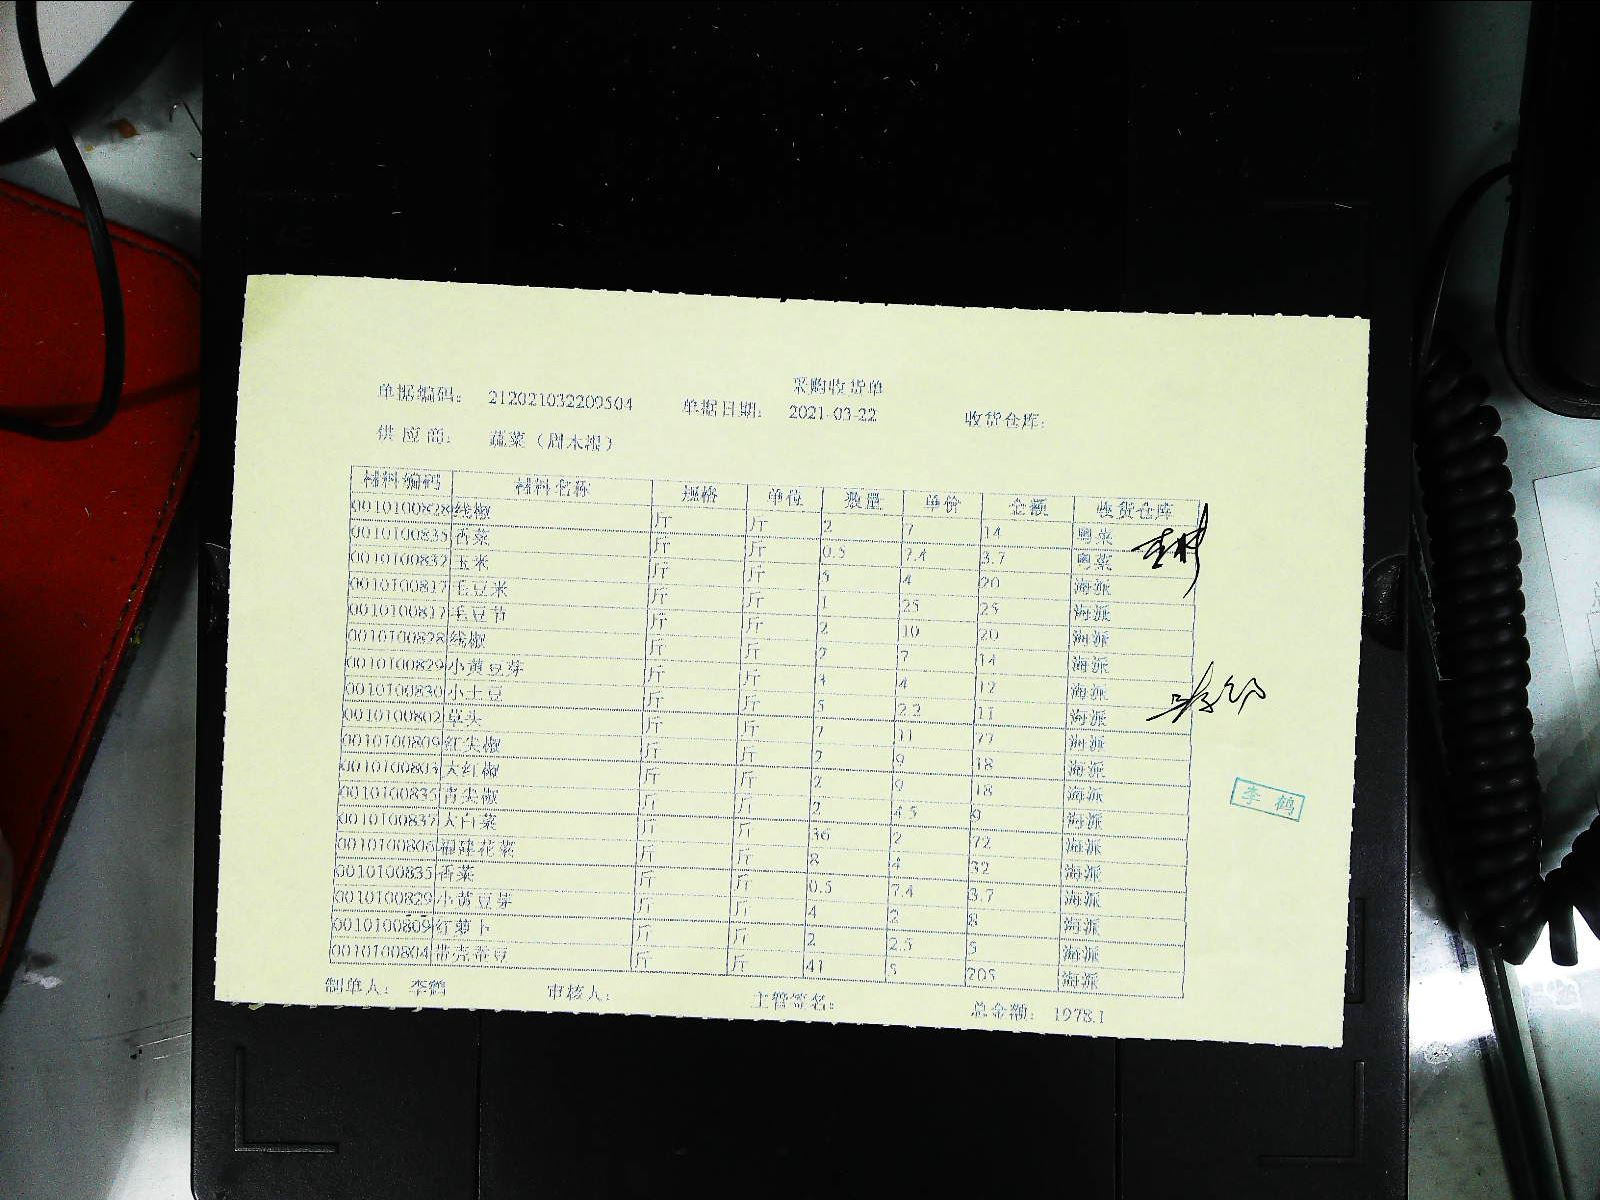 采购收货单
单据编码： 212021032200504 单据日期： 2021-03-22 收货仓库：
供应商： 蔬菜（周木根）
材料编码 材料名称 规格 单位 数量 单价 金额 收货仓库
0010100828 线椒 斤 斤 2 7 14 粤菜
0010100835 香菜 斤 斤 0.5 7.4 3.7 粤菜
0010100832 玉米 斤 斤 5 4 20 海派
0010100817 毛豆米 斤 斤 1 25 25 海派
0010100817 毛豆节 斤 斤 2 10 20 海派
0010100828 线椒 斤 斤 2 7 14 海派
0010100829 小黄豆芽 斤 斤 3 4 12 海派
0010100830 小土豆 斤 斤 5 2.2 11 海派
0010100802 草头 斤 斤 7 11 77 海派
0010100809 红尖椒 斤 斤 2 9 18 海派
0010100803 大红椒 斤 斤 2 9 18 海派
0010100835 青尖椒 斤 斤 2 4.5 9 海派
0010100837 大白菜 斤 斤 36 2 72 海派
0010100806 福建花菜 斤 斤 8 4 32 海派
0010100835 香菜 斤 斤 0.5 7.4 3.7 海派
0010100829 小黄豆芽 斤 斤 4 2 8 海派
0010100809 红萝卜 斤 斤 2 2.5 5 海派
0010100804 带壳蚕豆 斤 斤 41 5 205 海派
李鹤
制单人： 李鹤 审核人： 主管签名： 总金额： 1978.1